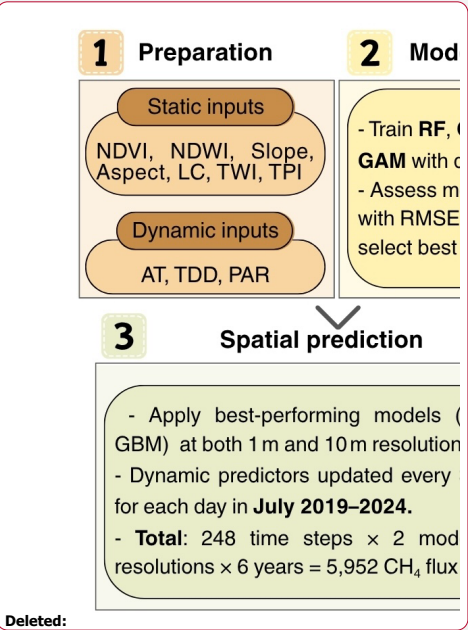 1 Preparation
2 Mod
Static inputs
NDVI, NDWI, Slope,
Aspect, LC, TWI, TPI
Dynamic inputs
AT, TDD, PAR
- Train RF,
GAM with
- Assess m
with RMSE
select best
3 Spatial prediction
- Apply best-performing models (
GBM) at both 1 m and 10 m resolution
- Dynamic predictors updated every
for each day in July 2019–2024.
- Total: 248 time steps × 2 mod
resolutions × 6 years = 5,952 CH₄ flux
Deleted: